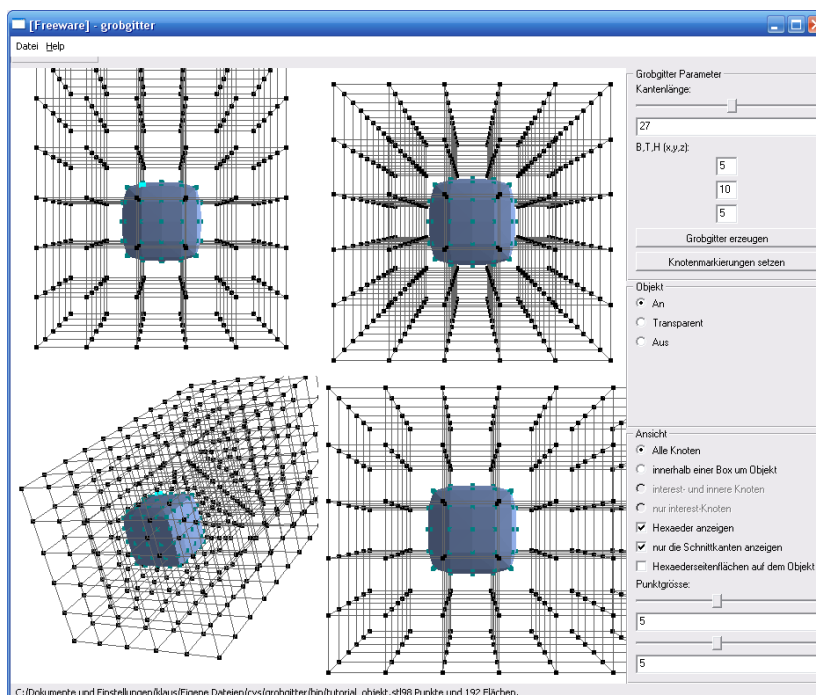 [Freeware] - grobgitter
Datei Help
Grobgitter Parameter
Kantenlänge:
27
B,T,H (x,y,z):
5
10
5
Grobgitter erzeugen
Knotenmarkierungen setzen
Objekt
An
Transparent
Aus
Ansicht
Alle Knoten
innerhalb einer Box um Objekt
interest- und innere Knoten
nur interest-Knoten
Hexaeder anzeigen
nur die Schnittkanten anzeigen
Hexaederseitenflächen auf dem Objekt
Punktgrösse:
5
5
C:/Dokumente und Einstellungen/klaus/Eigene Dateien/cvs/grobgitter/bin/tutorial_objekt.stl98 Punkte und 192 Flächen.